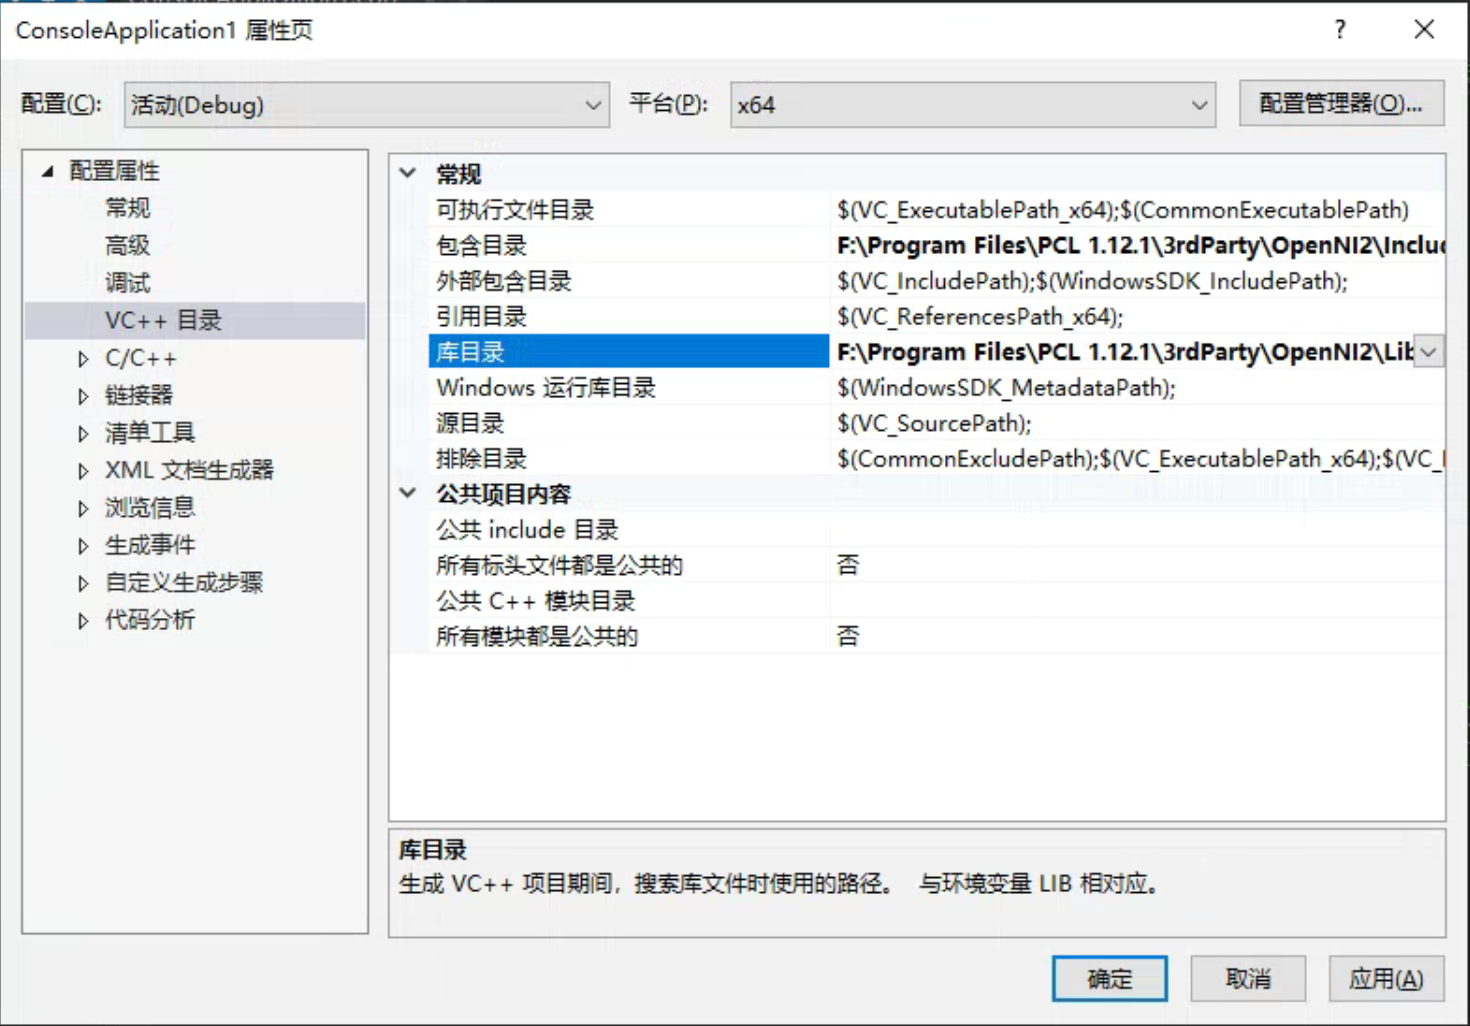 ConsoleApplication1 属性页
配置(C): 活动(Debug) 平台(P): x64 配置管理器(O)...
配置属性
常规
高级
调试
VC++ 目录
C/C++
链接器
清单工具
XML 文档生成器
浏览信息
生成事件
自定义生成步骤
代码分析
常规
可执行文件目录 $(VC_ExecutablePath_x64);$(CommonExecutablePath)
包含目录 F:\Program Files\PCL 1.12.1\3rdParty\OpenNI2\Includ
外部包含目录 $(VC_IncludePath);$(WindowsSDK_IncludePath);
引用目录 $(VC_ReferencesPath_x64);
库目录 F:\Program Files\PCL 1.12.1\3rdParty\OpenNI2\Lib
Windows 运行库目录 $(WindowsSDK_MetadataPath);
源目录 $(VC_SourcePath);
排除目录 $(CommonExcludePath);$(VC_ExecutablePath_x64);$(VC_I
公共项目内容
公共 include 目录
所有标头文件都是公共的 否
公共 C++ 模块目录
所有模块都是公共的 否
库目录
生成 VC++ 项目期间，搜索库文件时使用的路径。 与环境变量 LIB 相对应。
确定 取消 应用(A)